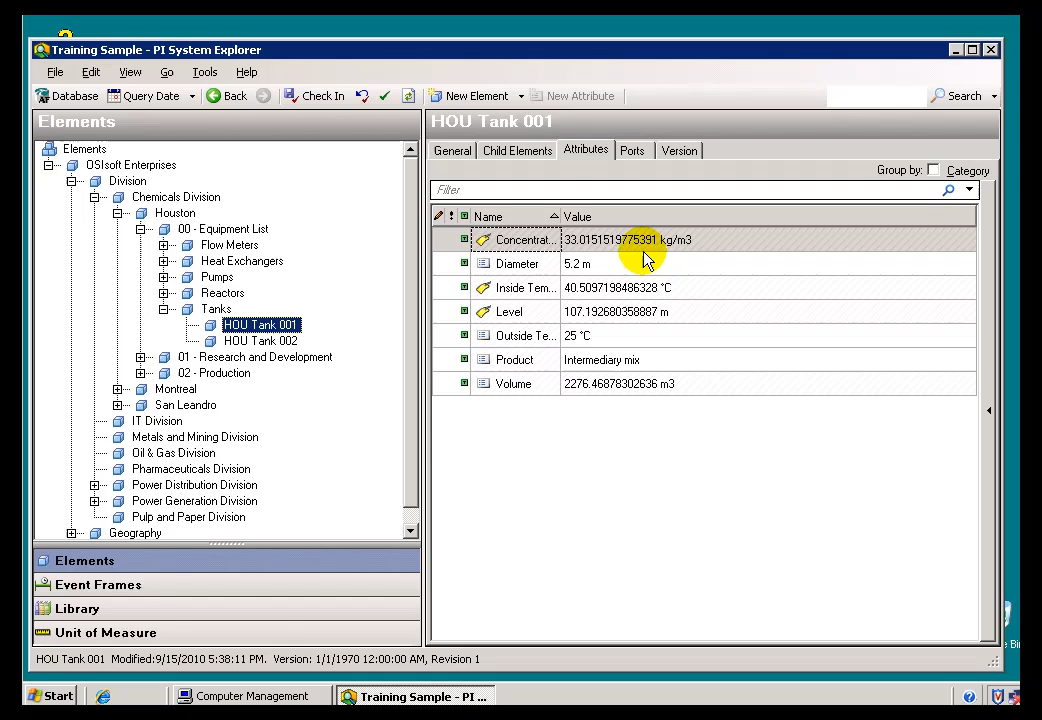 Training Sample - PI System Explorer
File Edit View Go Tools Help
Database Query Date Back Check In New Element New Attribute Search
Elements
HOU Tank 001
General Child Elements Attributes Ports Version
Group by: Category
Filter
Name Value
Concentrat... 33.0151519775391 kg/m3
Diameter 5.2 m
Inside Tem... 40.5097198486328 °C
Level 107.192680358887 m
Outside Te... 25 °C
Product Intermediary mix
Volume 2276.46878302636 m3
Elements
OSIsoft Enterprises
Division
Chemicals Division
Houston
00 - Equipment List
Flow Meters
Heat Exchangers
Pumps
Reactors
Tanks
HOU Tank 001
HOU Tank 002
01 - Research and Development
02 - Production
Montreal
San Leandro
IT Division
Metals and Mining Division
Oil & Gas Division
Pharmaceuticals Division
Power Distribution Division
Power Generation Division
Pulp and Paper Division
Geography
Elements
Event Frames
Library
Unit of Measure
HOU Tank 001 Modified:9/15/2010 5:38:11 PM. Version: 1/1/1970 12:00:00 AM, Revision 1
Start Computer Management Training Sample - PI ...